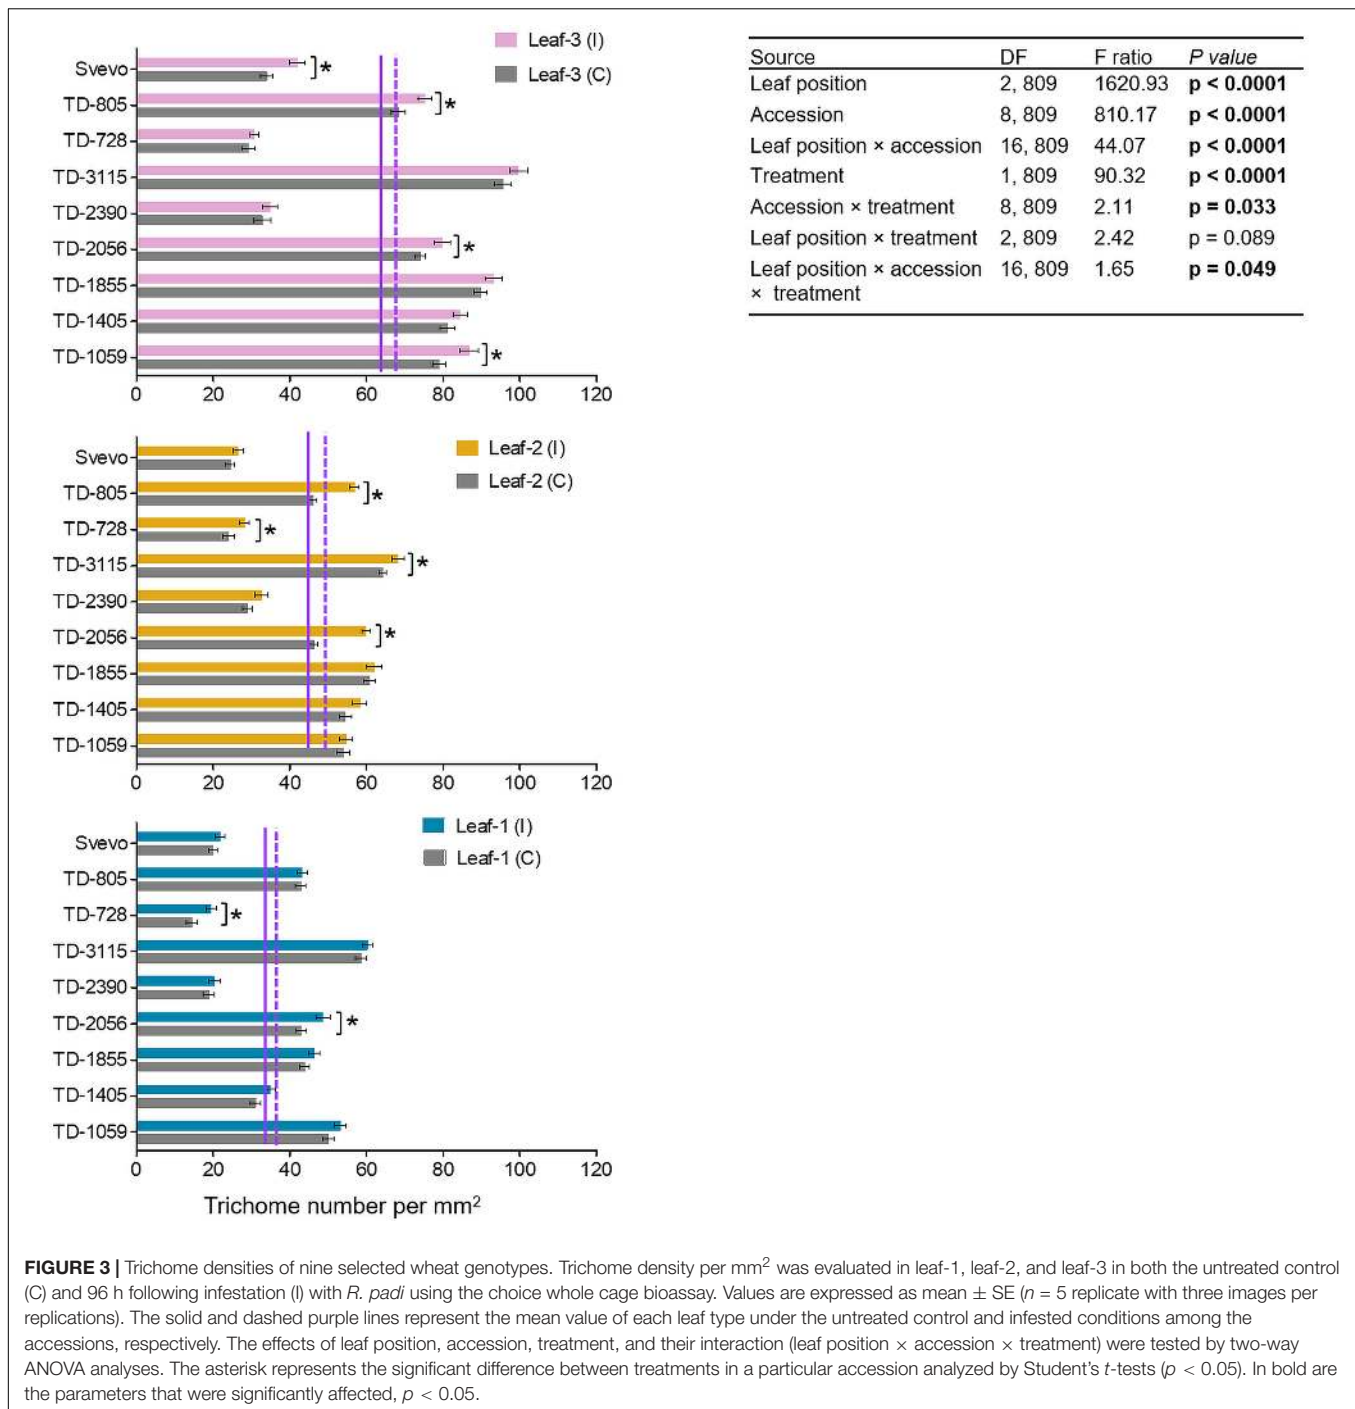 Leaf-3 (I)
Leaf-3 (C)
Svevo
TD-805
TD-728
TD-3115
TD-2390
TD-2056
TD-1855
TD-1405
TD-1059
*
*
*
*
0 20 40 60 80 100 120
Source DF F ratio P value
Leaf position 2, 809 1620.93 p < 0.0001
Accession 8, 809 810.17 p < 0.0001
Leaf position × accession 16, 809 44.07 p < 0.0001
Treatment 1, 809 90.32 p < 0.0001
Accession × treatment 8, 809 2.11 p = 0.033
Leaf position × treatment 2, 809 2.42 p = 0.089
Leaf position × accession 16, 809 1.65 p = 0.049
× treatment
Leaf-2 (I)
Leaf-2 (C)
Svevo
TD-805
TD-728
TD-3115
TD-2390
TD-2056
TD-1855
TD-1405
TD-1059
*
*
*
*
0 20 40 60 80 100 120
Leaf-1 (I)
Leaf-1 (C)
Svevo
TD-805
TD-728
TD-3115
TD-2390
TD-2056
TD-1855
TD-1405
TD-1059
*
*
0 20 40 60 80 100 120
Trichome number per mm²
FIGURE 3 | Trichome densities of nine selected wheat genotypes. Trichome density per mm² was evaluated in leaf-1, leaf-2, and leaf-3 in both the untreated control
(C) and 96 h following infestation (I) with R. padi using the choice whole cage bioassay. Values are expressed as mean ± SE (n = 5 replicate with three images per
replications). The solid and dashed purple lines represent the mean value of each leaf type under the untreated control and infested conditions among the
accessions, respectively. The effects of leaf position, accession, treatment, and their interaction (leaf position × accession × treatment) were tested by two-way
ANOVA analyses. The asterisk represents the significant difference between treatments in a particular accession analyzed by Student's t-tests (p < 0.05). In bold are
the parameters that were significantly affected, p < 0.05.